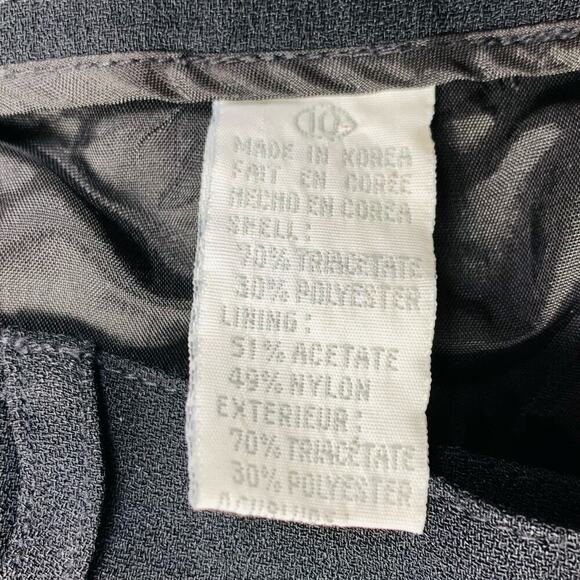 10
MADE IN KOREA
FAIT EN CORÉE
HECHO EN COREA
SHELL:
70% TRIACETATE
30% POLYESTER
LINING:
51% ACETATE
49% NYLON
EXTERIEUR:
70% TRIACÉTATE
30% POLYESTER